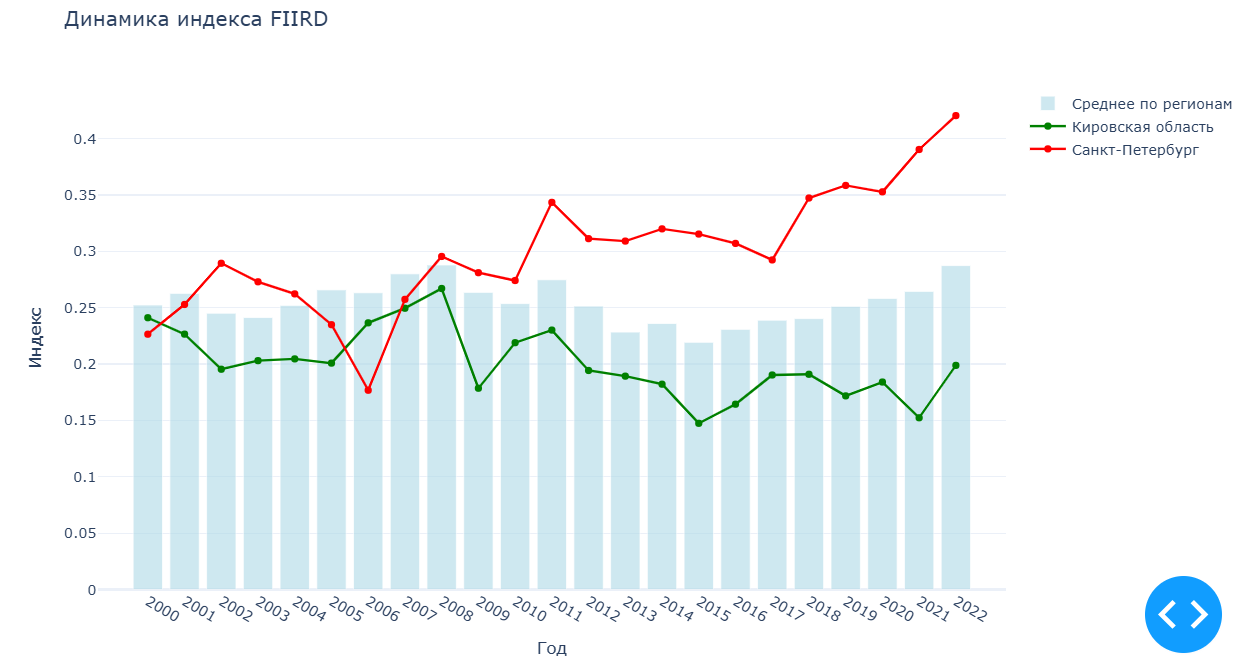 Динамика индекса FIIRD
Среднее по регионам
Кировская область
Санкт-Петербург
Индекс
0.4
0.35
0.3
0.25
0.2
0.15
0.1
0.05
0
2000 2001 2002 2003 2004 2005 2006 2007 2008 2009 2010 2011 2012 2013 2014 2015 2016 2017 2018 2019 2020 2021 2022
Год